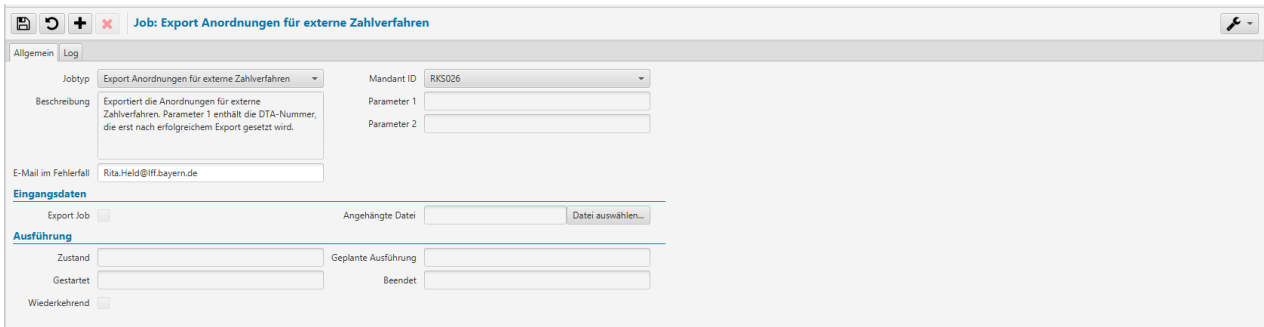 Job: Export Anordnungen für externe Zahlverfahren
Allgemein Log
Jobtyp Export Anordnungen für externe Zahlverfahren Mandant ID RKS026
Beschreibung Exportiert die Anordnungen für externe Parameter 1
Zahlverfahren. Parameter 1 enthält die DTA-Nummer, Parameter 2
die erst nach erfolgreichem Export gesetzt wird.
E-Mail im Fehlerfall Rita.Held@lff.bayern.de
Eingangsdaten
Export Job Angehängte Datei Datei auswählen...
Ausführung
Zustand Geplante Ausführung
Gestartet Beendet
Wiederkehrend